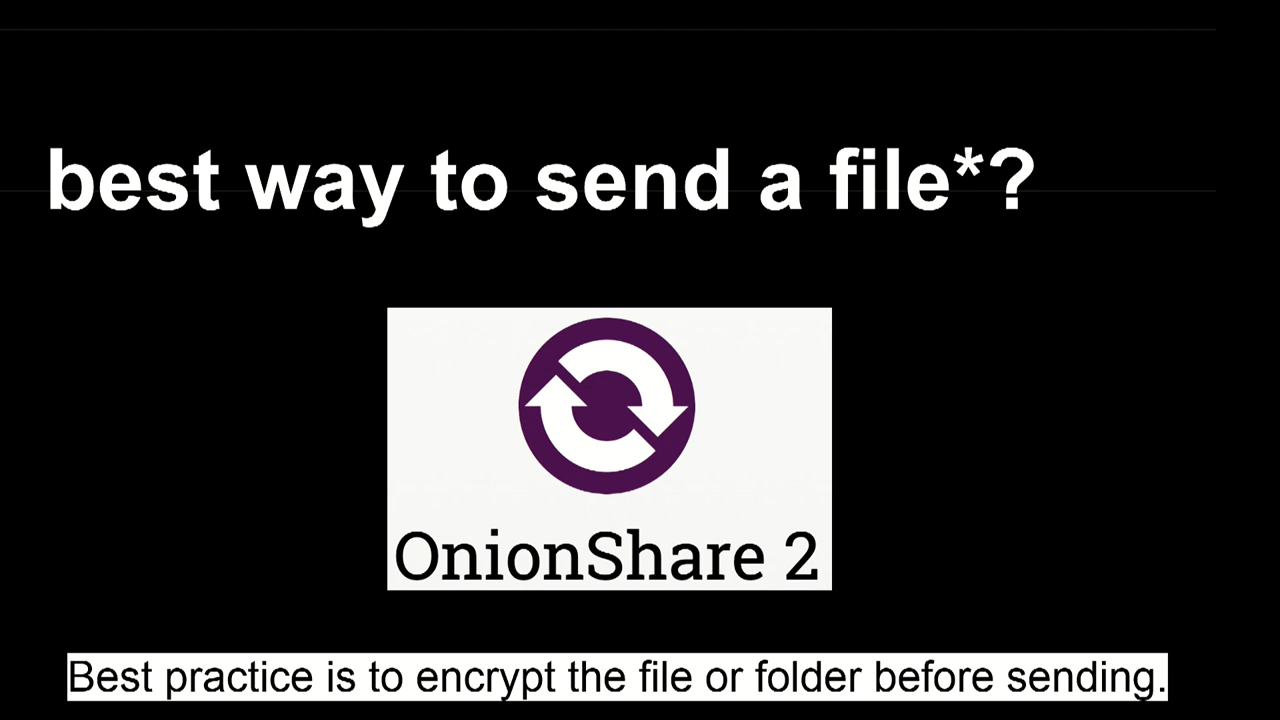 best way to send a file*?
OnionShare 2
Best practice is to encrypt the file or folder before sending.